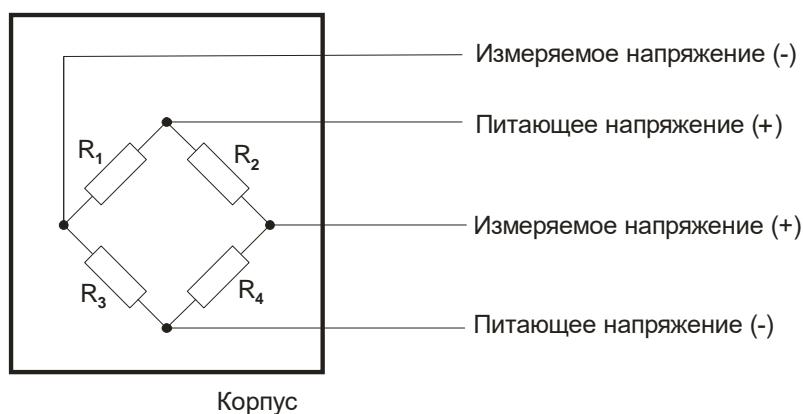 Измеряемое напряжение (-)
Питающее напряжение (+)
R₁
R₂
Измеряемое напряжение (+)
R₃
R₄
Питающее напряжение (-)
Корпус